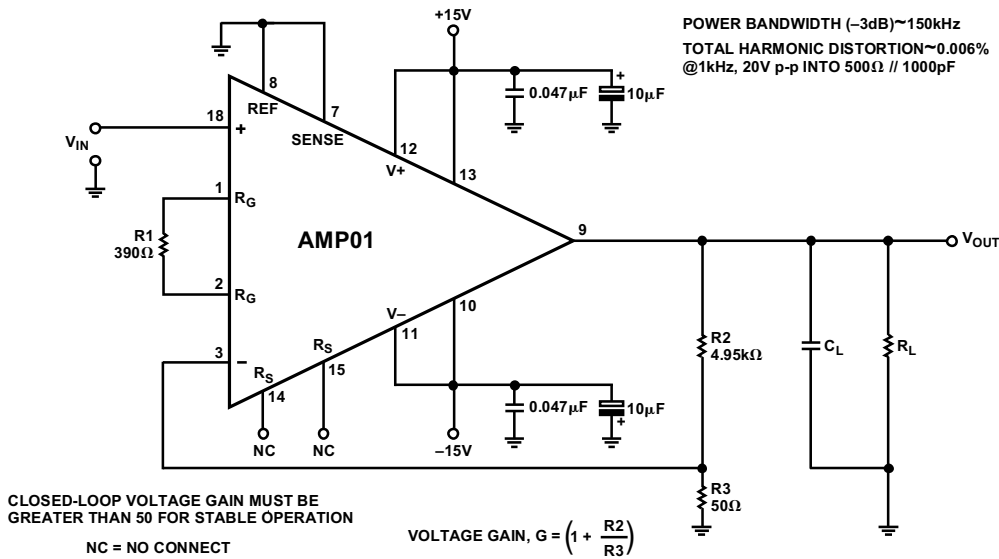 +15V
POWER BANDWIDTH (–3dB)~150kHz
TOTAL HARMONIC DISTORTION~0.006%
@1kHz, 20V p-p INTO 500Ω // 1000pF
8
REF
7
SENSE
0.047µF
+
10µF
18
+
VIN
12
V+
13
1
RG
R1
390Ω
AMP01
9
VOUT
2
RG
10
V–
11
R2
4.95kΩ
CL
RL
3
–
RS
15
RS
14
0.047µF
10µF
+
NC
NC
–15V
R3
50Ω
CLOSED-LOOP VOLTAGE GAIN MUST BE
GREATER THAN 50 FOR STABLE OPERATION
NC = NO CONNECT
VOLTAGE GAIN, G = (1 + R2/R3)